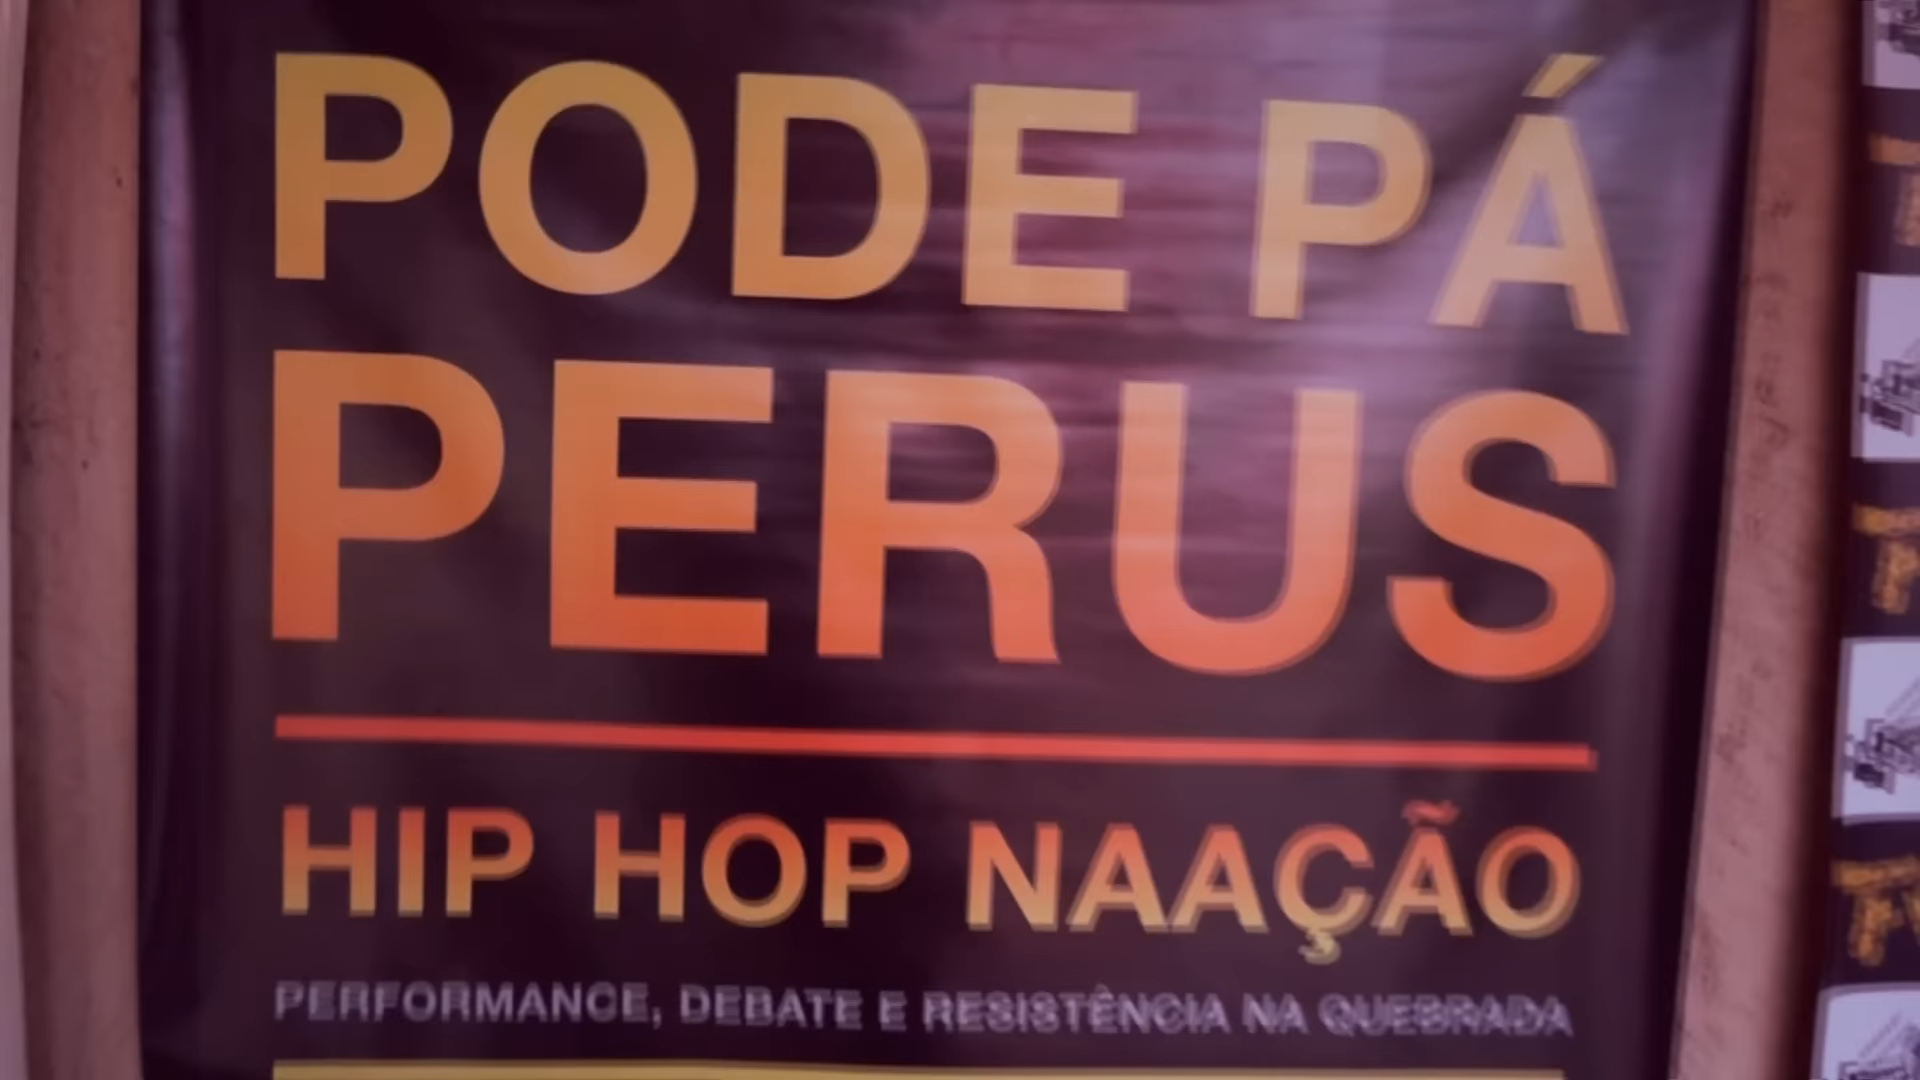 PODE PÁ
PERUS
HIP HOP NAAÇÃO
PERFORMANCE, DEBATE E RESISTÊNCIA NA QUEBRADA